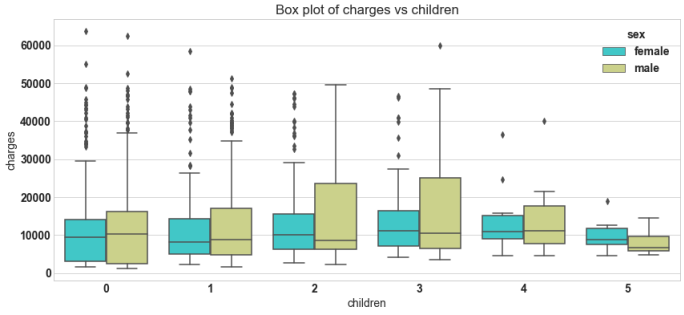 Box plot of charges vs children
sex
female
male
60000
50000
40000
30000
20000
10000
0
charges
0 1 2 3 4 5
children